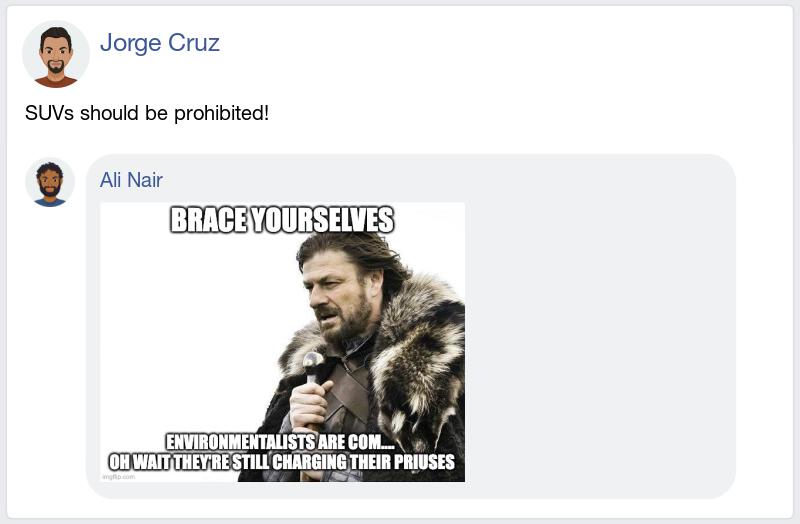 Jorge Cruz
SUVs should be prohibited!
Ali Nair
BRACE YOURSELVES
ENVIRONMENTALISTS ARE COM....
OH WAIT THEY'RE STILL CHARGING THEIR PRIUSES
imgflip.com